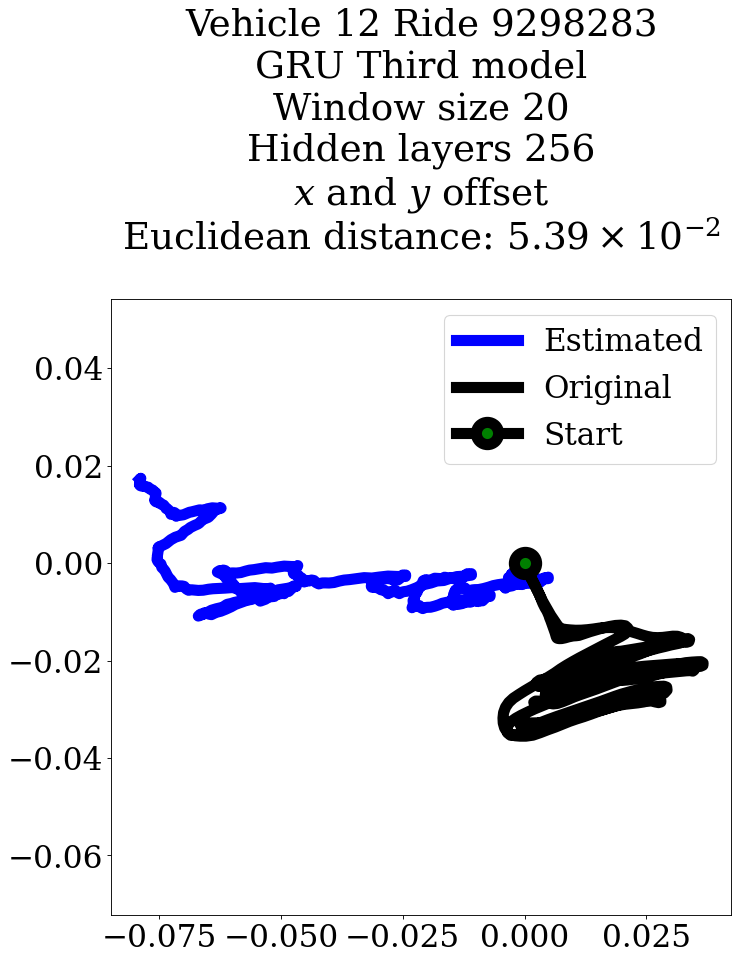 Vehicle 12 Ride 9298283
GRU Third model
Window size 20
Hidden layers 256
x and y offset
Euclidean distance: 5.39 × 10⁻²
Estimated
Original
Start
0.04
0.02
0.00
−0.02
−0.04
−0.06
−0.075 −0.050 −0.025 0.000 0.025